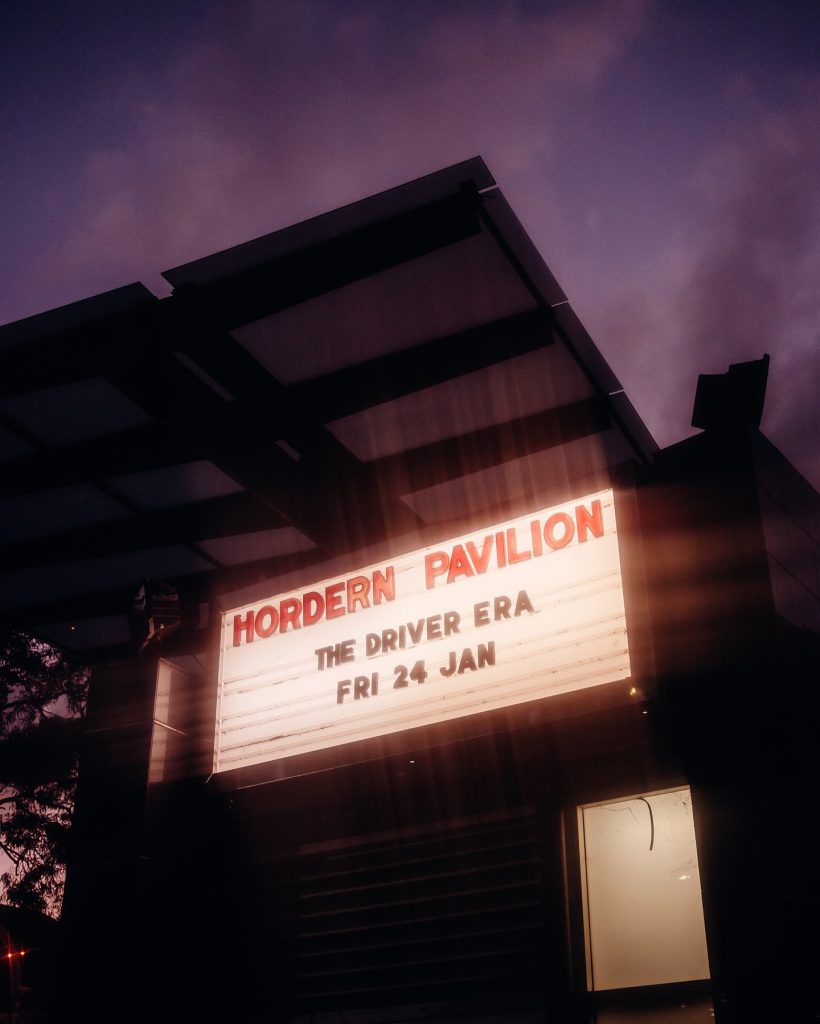 HORDERN PAVILION
THE DRIVER ERA
FRI 24 JAN